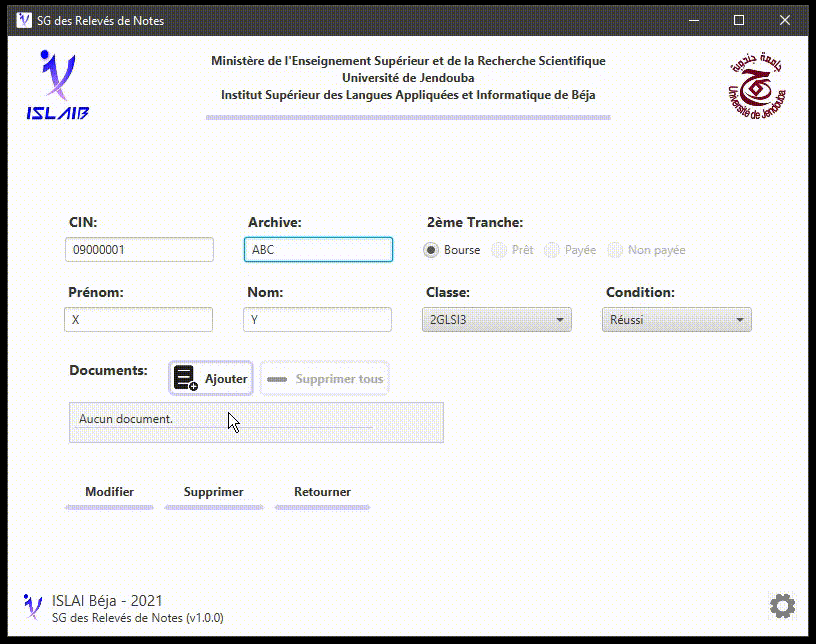 SG des Relevés de Notes
ISLAIB
Ministère de l'Enseignement Supérieur et de la Recherche Scientifique
Université de Jendouba
Institut Supérieur des Langues Appliquées et Informatique de Béja
جامعة جندوبة
Université de Jendouba
CIN: Archive: 2ème Tranche:
09000001 ABC Bourse Prêt Payée Non payée
Prénom: Nom: Classe: Condition:
X Y 2GLSI3 Réussi
Documents: Ajouter Supprimer tous
Aucun document.
Modifier Supprimer Retourner
ISLAI Béja - 2021
SG des Relevés de Notes (v1.0.0)